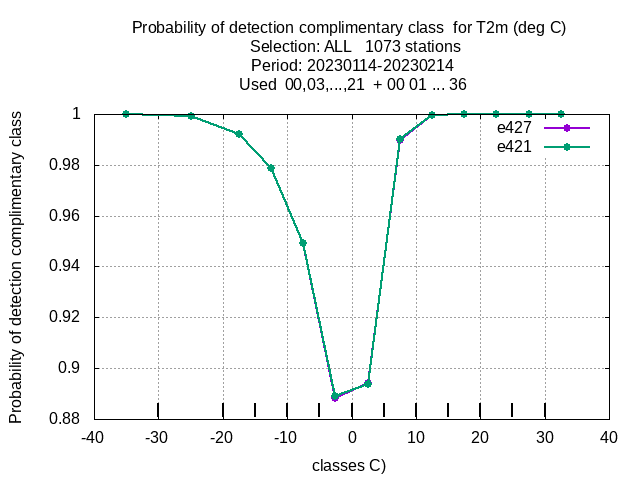 Probability of detection complimentary class  for T2m (deg C)
Selection: ALL   1073 stations
Period: 20230114-20230214
Used  00,03,...,21  + 00 01 ... 36
Probability of detection complimentary class
e427
e421
1
0.98
0.96
0.94
0.92
0.9
0.88
-40 -30 -20 -10 0 10 20 30 40
classes C)